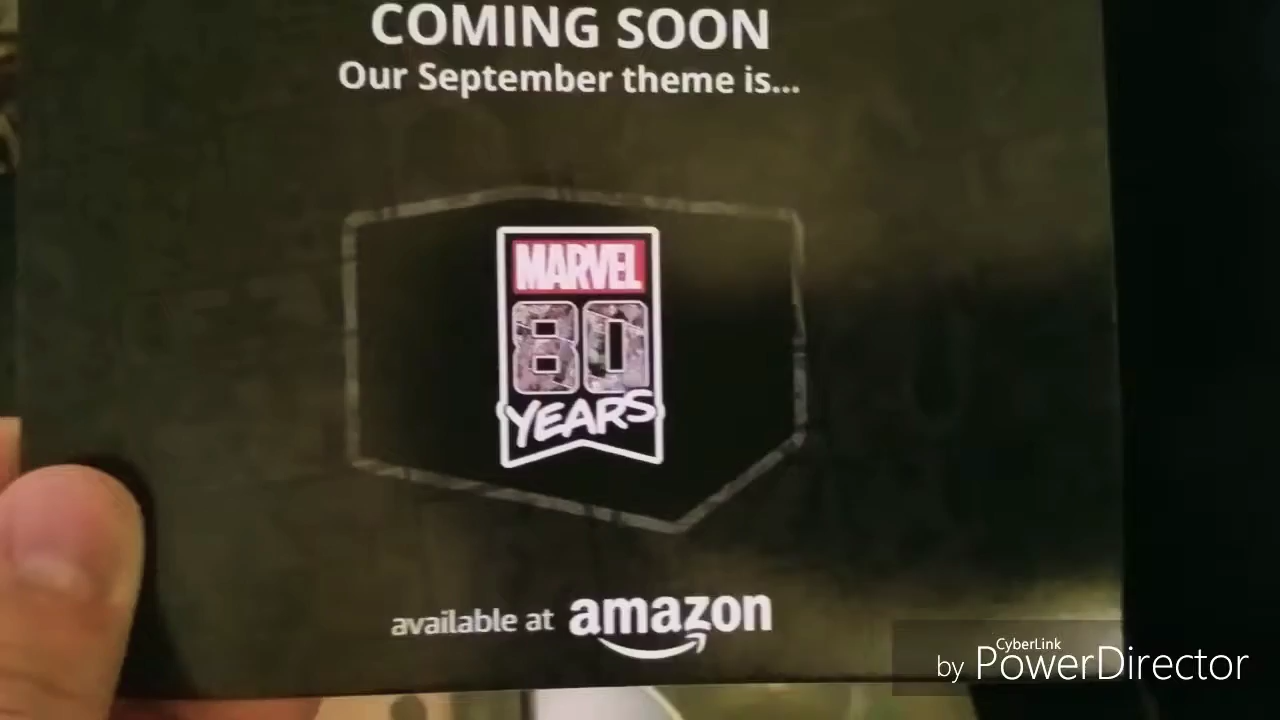 COMING SOON
Our September theme is...
MARVEL
80
YEARS
available at amazon
CyberLink
by PowerDirector